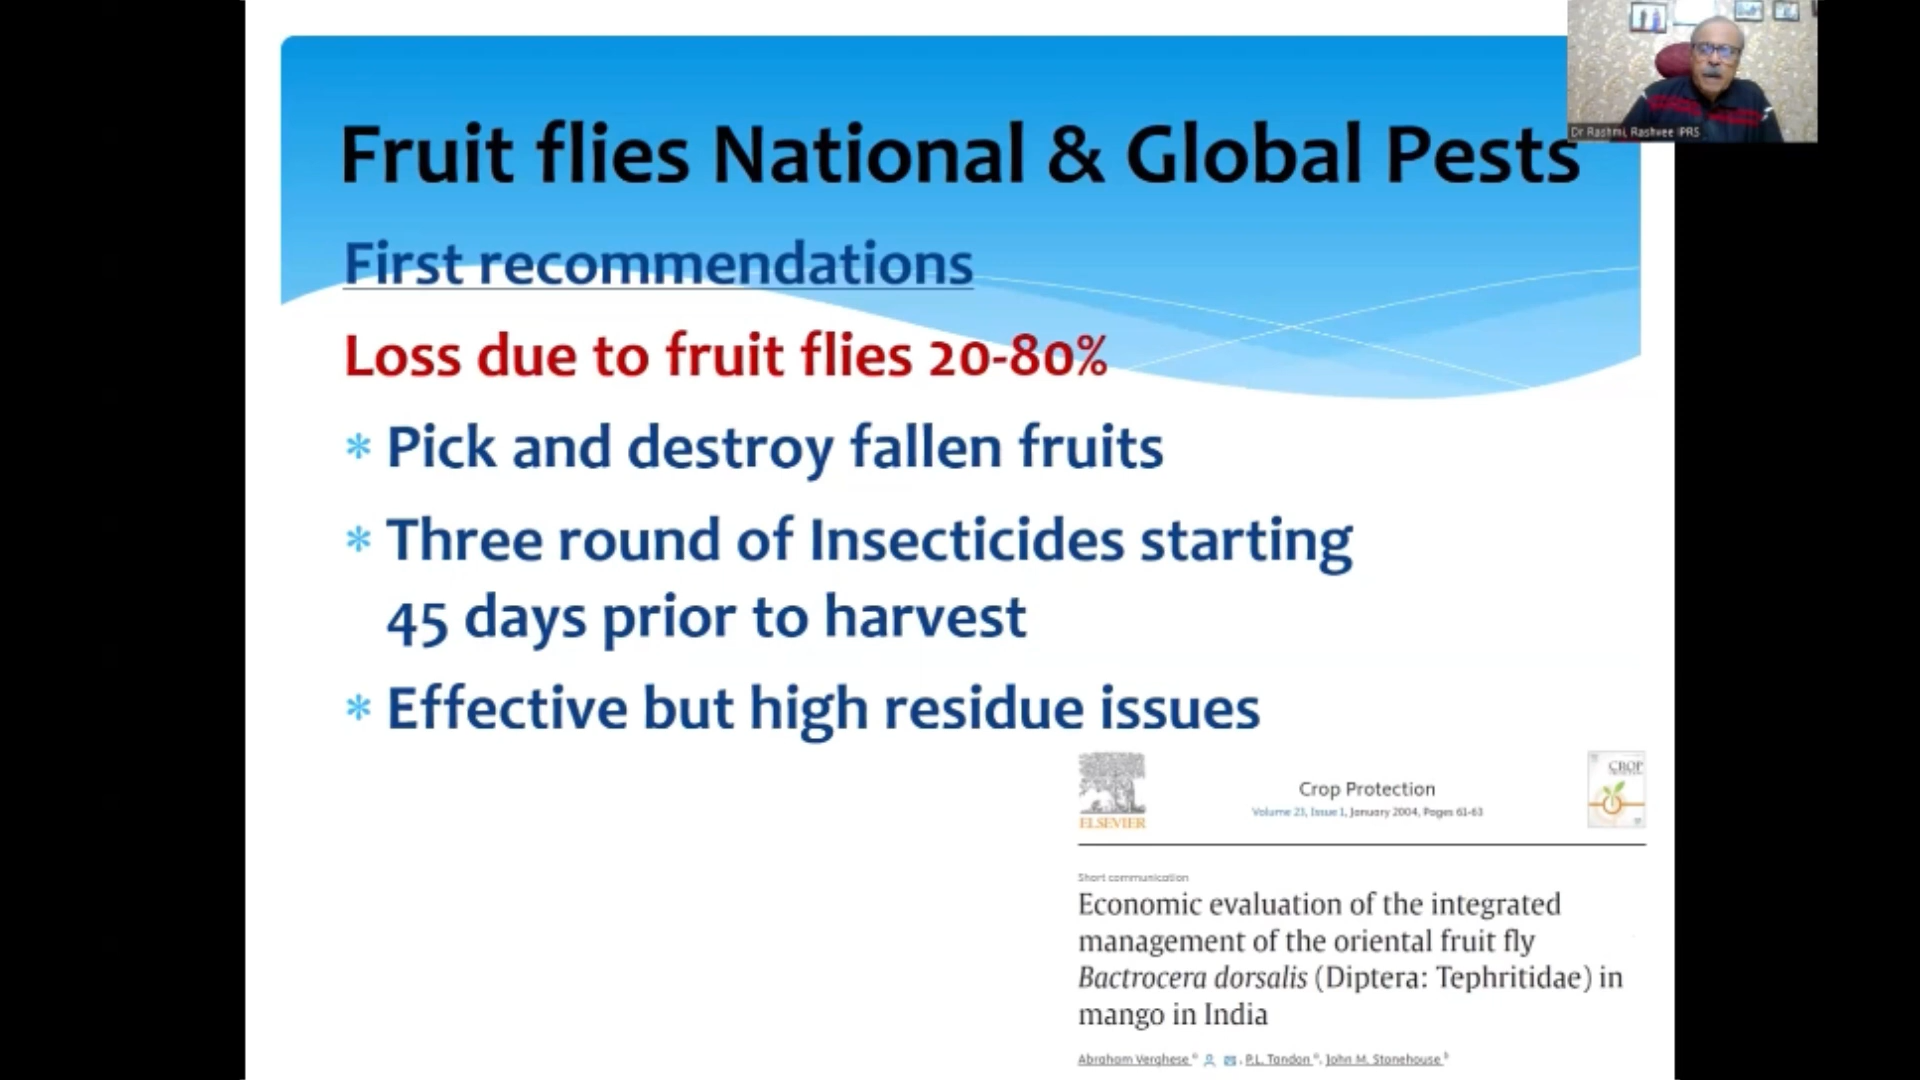 Fruit flies National & Global Pests
Dr Rashmi, Rashvee IPRS
First recommendations
Loss due to fruit flies 20-80%
* Pick and destroy fallen fruits
* Three round of Insecticides starting
45 days prior to harvest
* Effective but high residue issues
ELSEVIER
Crop Protection
Volume 23, Issue 1, January 2004, Pages 61-63
CROP
Short communication
Economic evaluation of the integrated
management of the oriental fruit fly
Bactrocera dorsalis (Diptera: Tephritidae) in
mango in India
Abraham Verghese a, P.L. Tandon a, John M. Stonehouse b